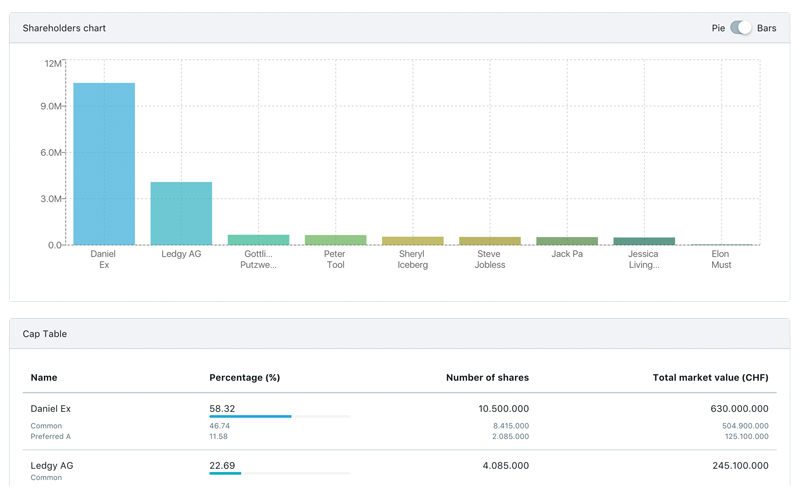 Shareholders chart
Pie Bars
12M
9.0M
6.0M
3.0M
0.0
Daniel Ex
Ledgy AG
Gottli... Putzwe...
Peter Tool
Sheryl Iceberg
Steve Jobless
Jack Pa
Jessica Living...
Elon Must
Cap Table
Name Percentage (%) Number of shares Total market value (CHF)
Daniel Ex 58.32 10.500.000 630.000.000
Common 46.74 8.415.000 504.900.000
Preferred A 11.58 2.085.000 125.100.000
Ledgy AG 22.69 4.085.000 245.100.000
Common